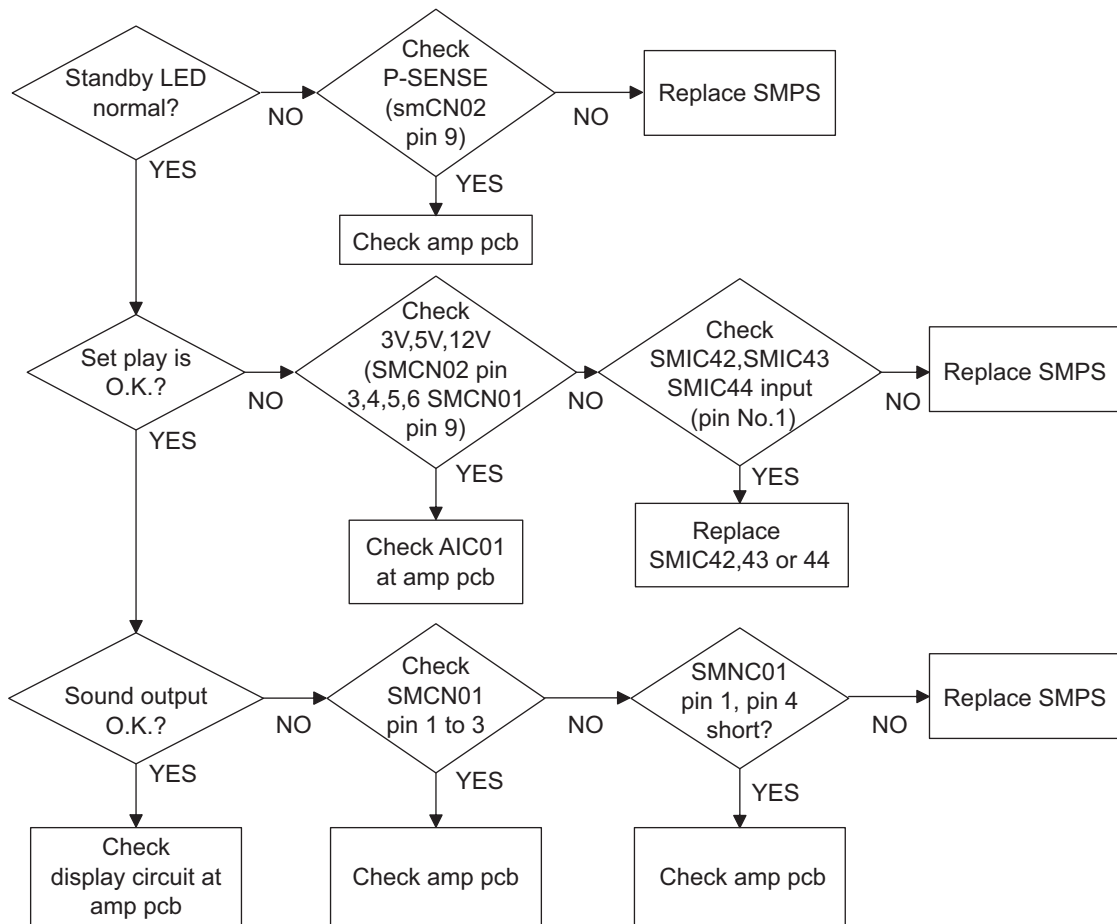 Standby LED
normal?
NO
YES
Check
P-SENSE
(smCN02
pin 9)
NO
YES
Replace SMPS
Check amp pcb
Set play is
O.K.?
NO
YES
Check
3V,5V,12V
(SMCN02 pin
3,4,5,6 SMCN01
pin 9)
NO
YES
Check
SMIC42,SMIC43
SMIC44 input
(pin No.1)
NO
YES
Replace SMPS
Check AIC01
at amp pcb
Replace
SMIC42,43 or 44
Sound output
O.K.?
NO
YES
Check
SMCN01
pin 1 to 3
NO
YES
SMNC01
pin 1, pin 4
short?
NO
YES
Replace SMPS
Check
display circuit at
amp pcb
Check amp pcb
Check amp pcb